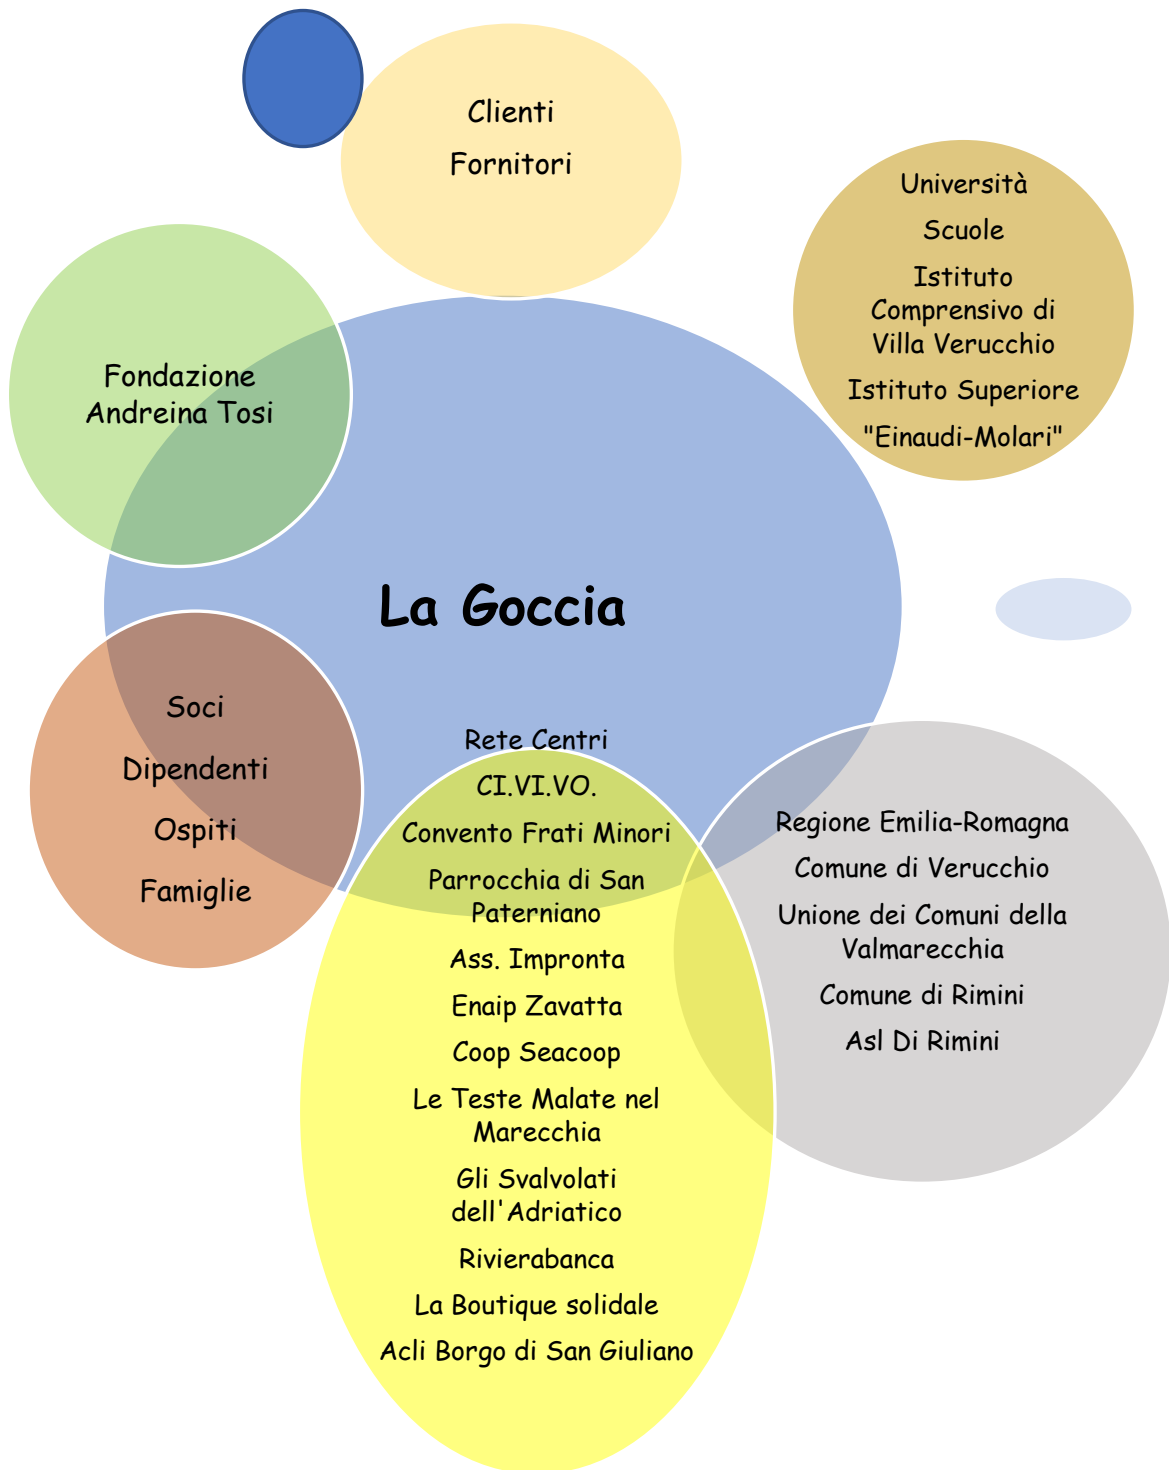 Clienti
Fornitori
Università
Scuole
Istituto
Comprensivo di
Villa Verucchio
Istituto Superiore
"Einaudi-Molari"
Fondazione
Andreina Tosi
La Goccia
Soci
Dipendenti
Ospiti
Famiglie
Rete Centri
CI.VI.VO.
Convento Frati Minori
Parrocchia di San
Paterniano
Ass. Impronta
Enaip Zavatta
Coop Seacoop
Le Teste Malate nel
Marecchia
Gli Svalvolati
dell'Adriatico
Rivierabanca
La Boutique solidale
Acli Borgo di San Giuliano
Regione Emilia-Romagna
Comune di Verucchio
Unione dei Comuni della
Valmarecchia
Comune di Rimini
Asl Di Rimini